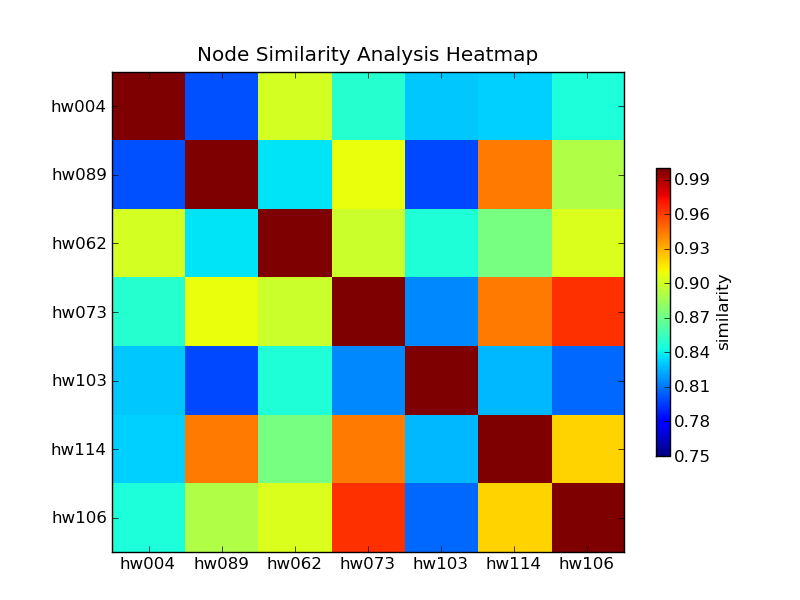 Node Similarity Analysis Heatmap
hw004
hw089
hw062
hw073
hw103
hw114
hw106
hw004 hw089 hw062 hw073 hw103 hw114 hw106
0.99
0.96
0.93
0.90
0.87
0.84
0.81
0.78
0.75
similarity